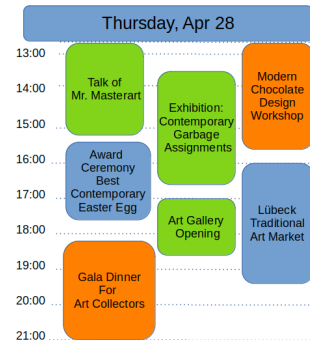 Thursday, Apr 28
13:00
14:00
15:00
16:00
17:00
18:00
19:00
20:00
21:00
Talk of
Mr. Masterart
Award
Ceremony
Best
Contemporary
Easter Egg
Gala Dinner
For
Art Collectors
Exhibition:
Contemporary
Garbage
Assignments
Art Gallery
Opening
Modern
Chocolate
Design
Workshop
Lübeck
Traditional
Art Market